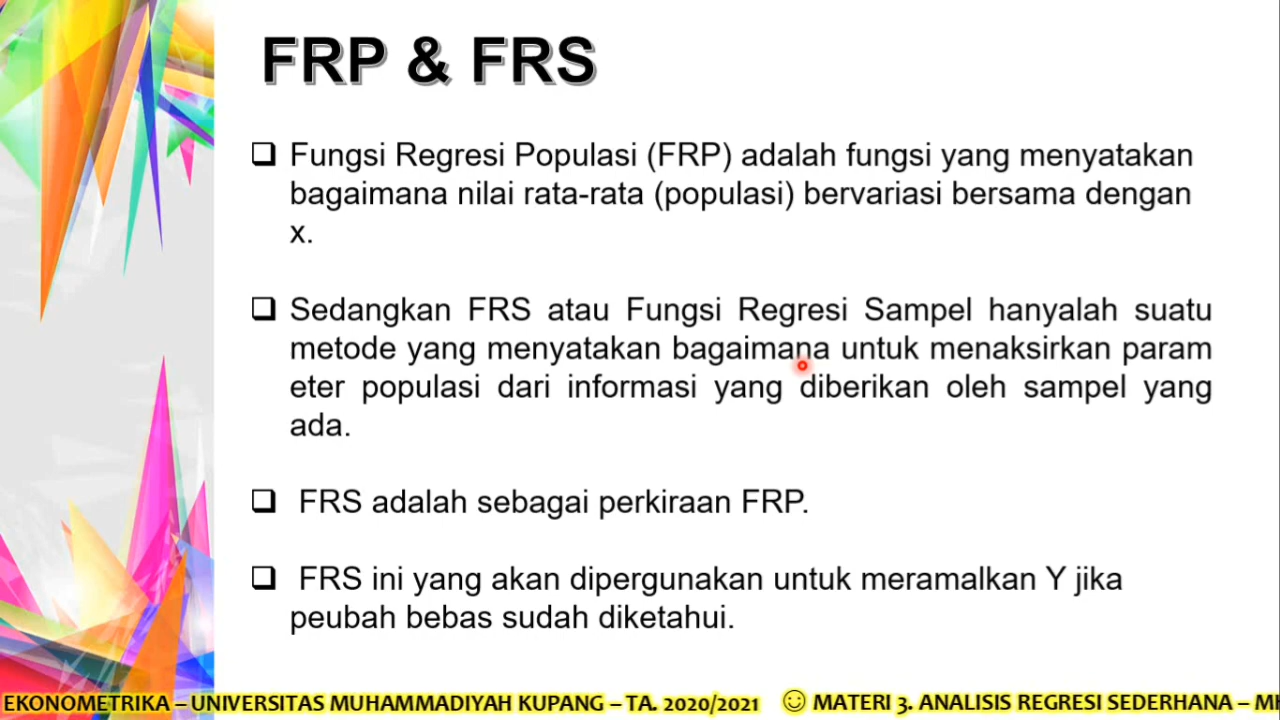 FRP & FRS
Fungsi Regresi Populasi (FRP) adalah fungsi yang menyatakan
bagaimana nilai rata-rata (populasi) bervariasi bersama dengan
x.
Sedangkan FRS atau Fungsi Regresi Sampel hanyalah suatu
metode yang menyatakan bagaimana untuk menaksirkan param
eter populasi dari informasi yang diberikan oleh sampel yang
ada.
FRS adalah sebagai perkiraan FRP.
FRS ini yang akan dipergunakan untuk meramalkan Y jika
peubah bebas sudah diketahui.
EKONOMETRIKA – UNIVERSITAS MUHAMMADIYAH KUPANG – TA. 2020/2021 ☺ MATERI 3. ANALISIS REGRESI SEDERHANA –